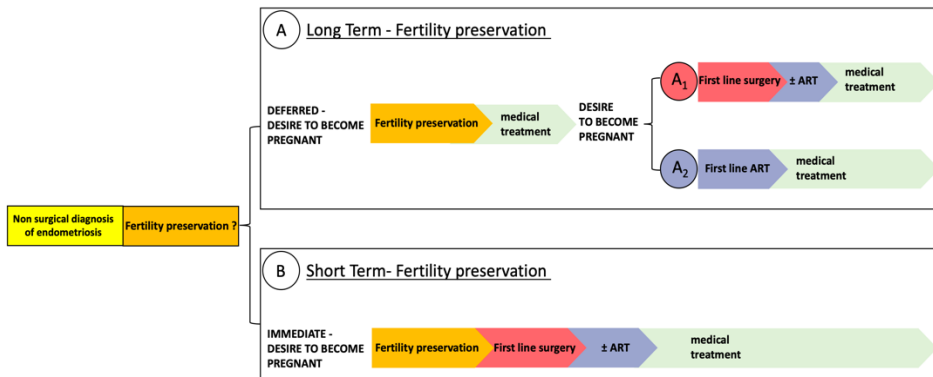 A Long Term - Fertility preservation
DEFERRED -
DESIRE TO BECOME
PREGNANT
Fertility preservation
medical
treatment
DESIRE
TO BECOME
PREGNANT
A1 First line surgery ± ART medical
treatment
A2 First line ART medical
treatment
Non surgical diagnosis
of endometriosis
Fertility preservation ?
B Short Term- Fertility preservation
IMMEDIATE -
DESIRE TO BECOME
PREGNANT
Fertility preservation First line surgery ± ART medical
treatment